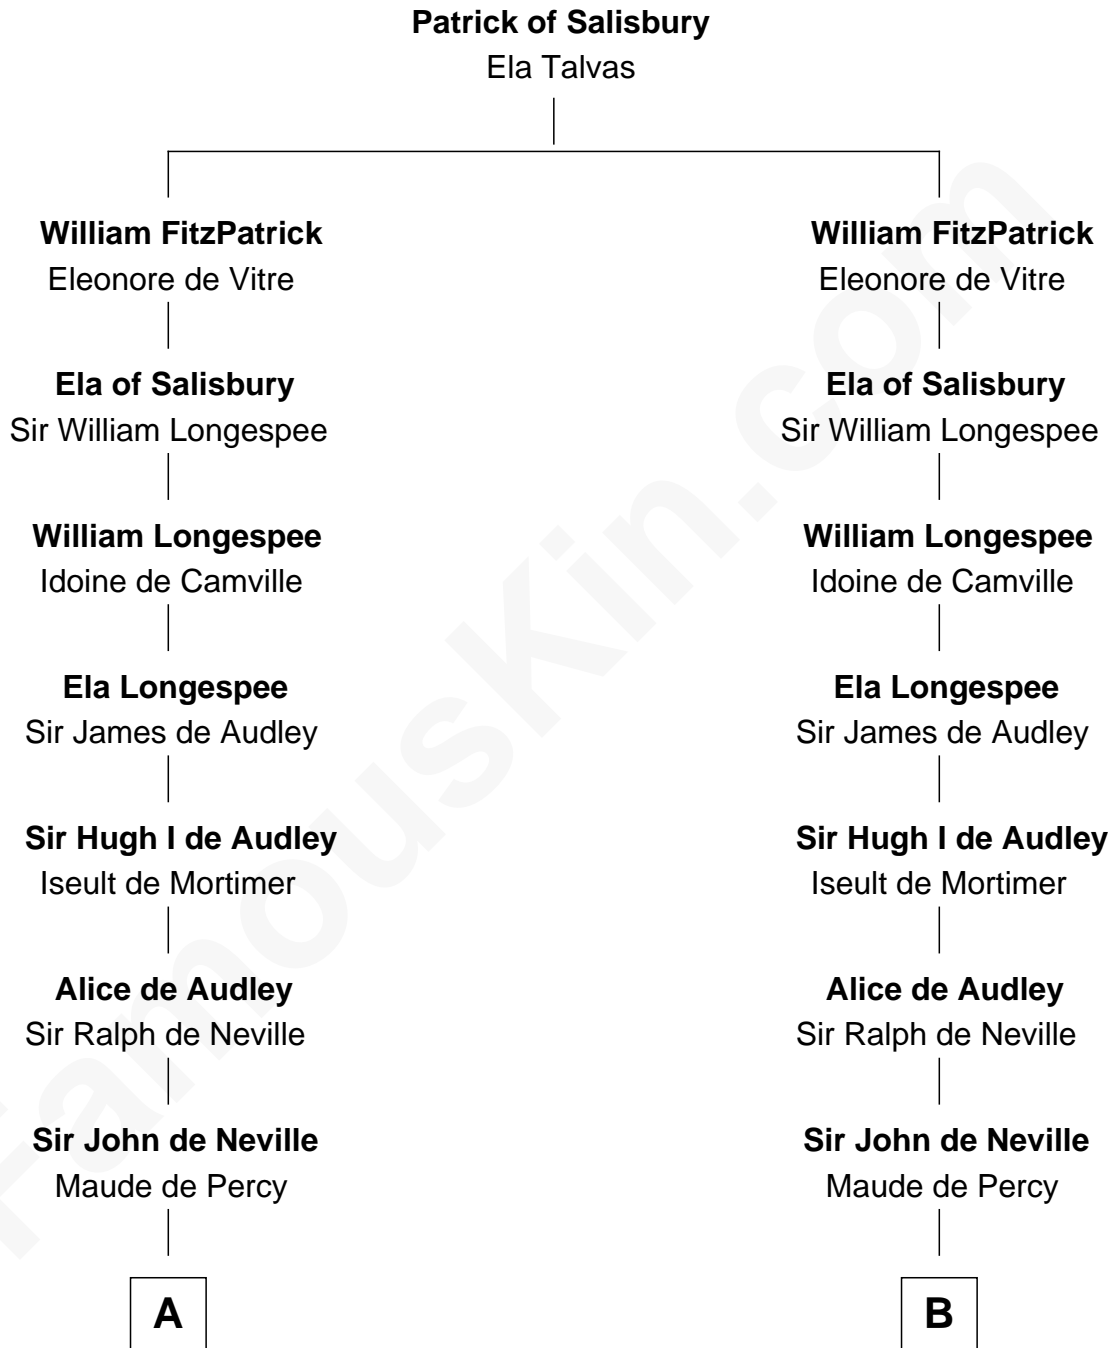 Patrick of Salisbury
Ela Talvas
William FitzPatrick
Eleonore de Vitre
Ela of Salisbury
Sir William Longespee
William Longespee
Idoine de Camville
Ela Longespee
Sir James de Audley
Sir Hugh I de Audley
Iseult de Mortimer
Alice de Audley
Sir Ralph de Neville
Sir John de Neville
Maude de Percy
A
William FitzPatrick
Eleonore de Vitre
Ela of Salisbury
Sir William Longespee
William Longespee
Idoine de Camville
Ela Longespee
Sir James de Audley
Sir Hugh I de Audley
Iseult de Mortimer
Alice de Audley
Sir Ralph de Neville
Sir John de Neville
Maude de Percy
B
FamousKin.com